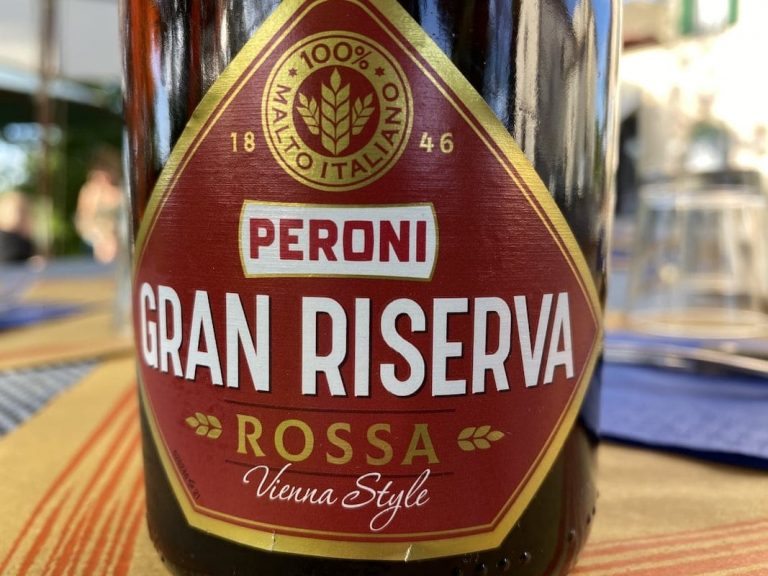 100%
MALTO ITALIANO
18 46
PERONI
GRAN RISERVA
ROSSA
Vienna Style